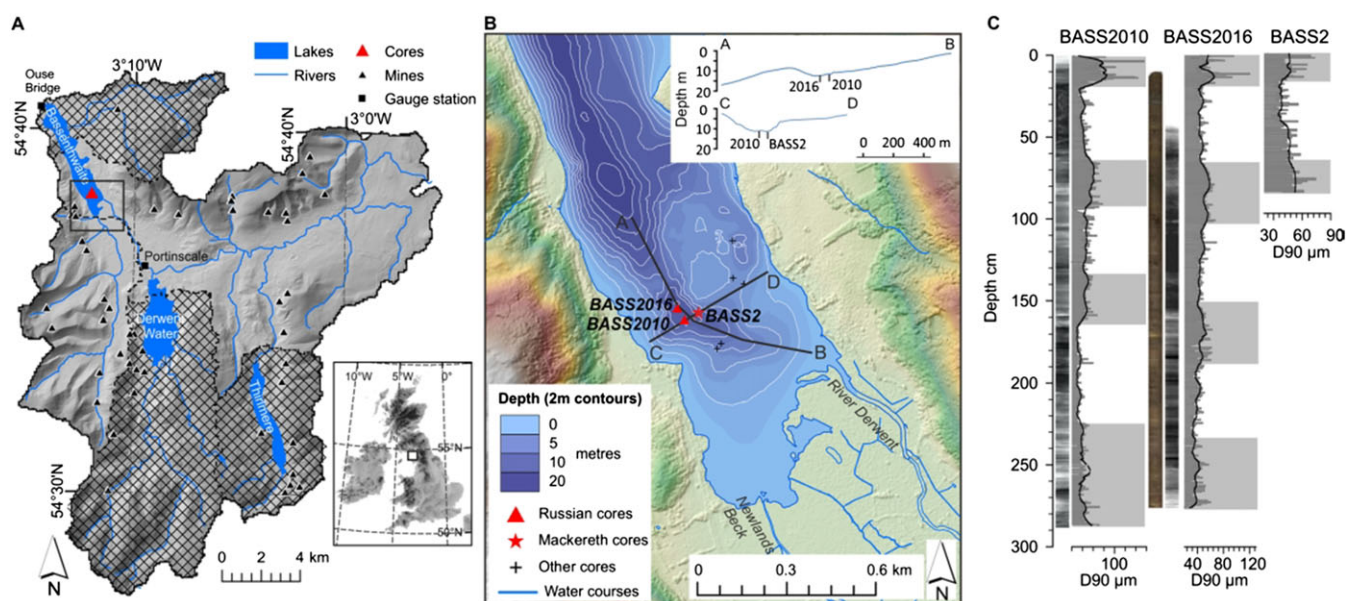 A
Lakes
Rivers
Cores
Mines
Gauge station
3°10'W
3°0'W
Ouse
Bridge
54°40'N
54°40'N
Bassenthwaite
Portinscale
Derwent
Water
Thirlmere
54°30'N
N
0 2 4 km
10°W 5°W 0°
55°N
50°N
B
A B
Depth m
0
10
20
2016 2010
C D
0
10
20
2010 BASS2
0 200 400 m
A
D
BASS2016
BASS2
BASS2010
C
B
River Derwent
Newlands
Beck
Depth (2m contours)
0
5
10
20
metres
Russian cores
Mackereth cores
Other cores
Water courses
0 0.3 0.6 km
N
C
BASS2010 BASS2016 BASS2
Depth cm
0
50
100
150
200
250
300
100
D90 µm
40 80 120
D90 µm
30 60 90
D90 µm